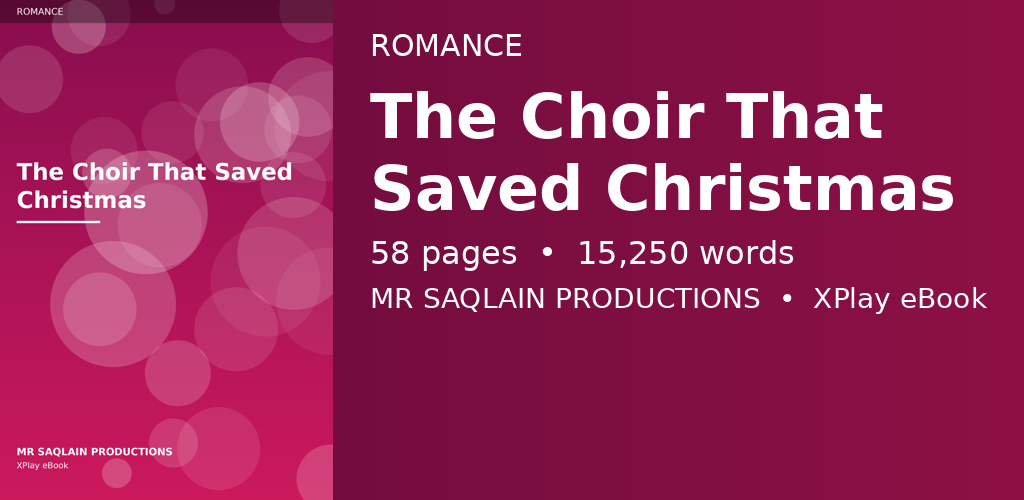 ROMANCE
The Choir That Saved
Christmas
MR SAQLAIN PRODUCTIONS
XPlay eBook
ROMANCE
The Choir That
Saved Christmas
58 pages • 15,250 words
MR SAQLAIN PRODUCTIONS • XPlay eBook